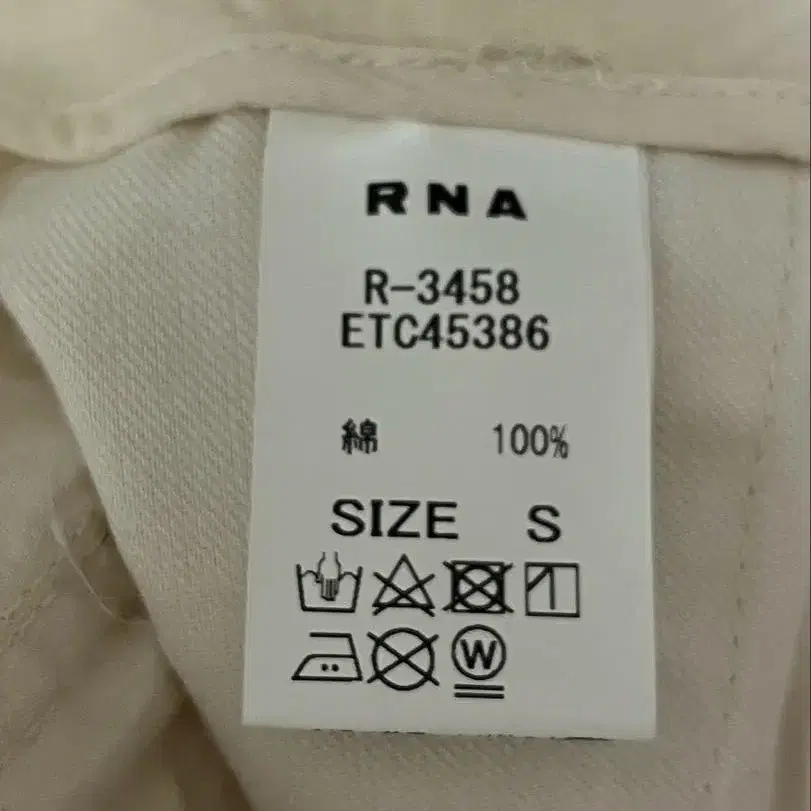 RNA
R-3458
ETC45386
綿 100%
SIZE S
W